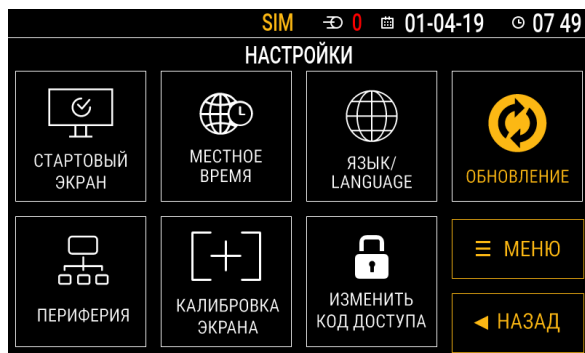 SIM 0 01-04-19 07 49
НАСТРОЙКИ
СТАРТОВЫЙ
ЭКРАН
МЕСТНОЕ
ВРЕМЯ
ЯЗЫК/
LANGUAGE
ОБНОВЛЕНИЕ
ПЕРИФЕРИЯ
КАЛИБРОВКА
ЭКРАНА
ИЗМЕНИТЬ
КОД ДОСТУПА
МЕНЮ
НАЗАД